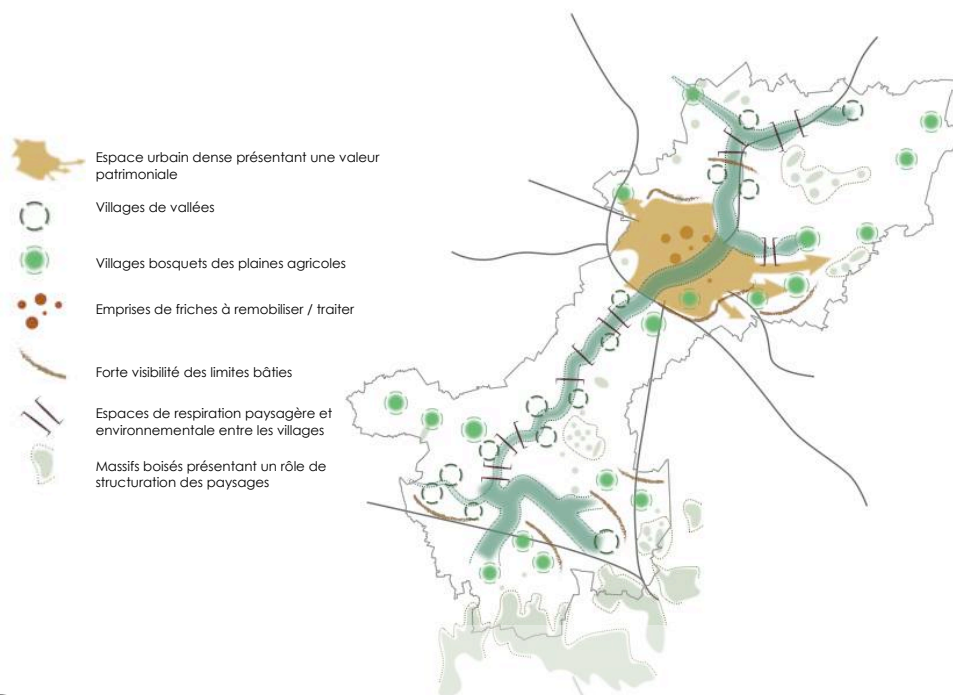 Espace urbain dense présentant une valeur
patrimoniale
Villages de vallées
Villages bosquets des plaines agricoles
Emprises de friches à remobiliser / traiter
Forte visibilité des limites bâties
Espaces de respiration paysagère et
environnementale entre les villages
Massifs boisés présentant un rôle de
structuration des paysages